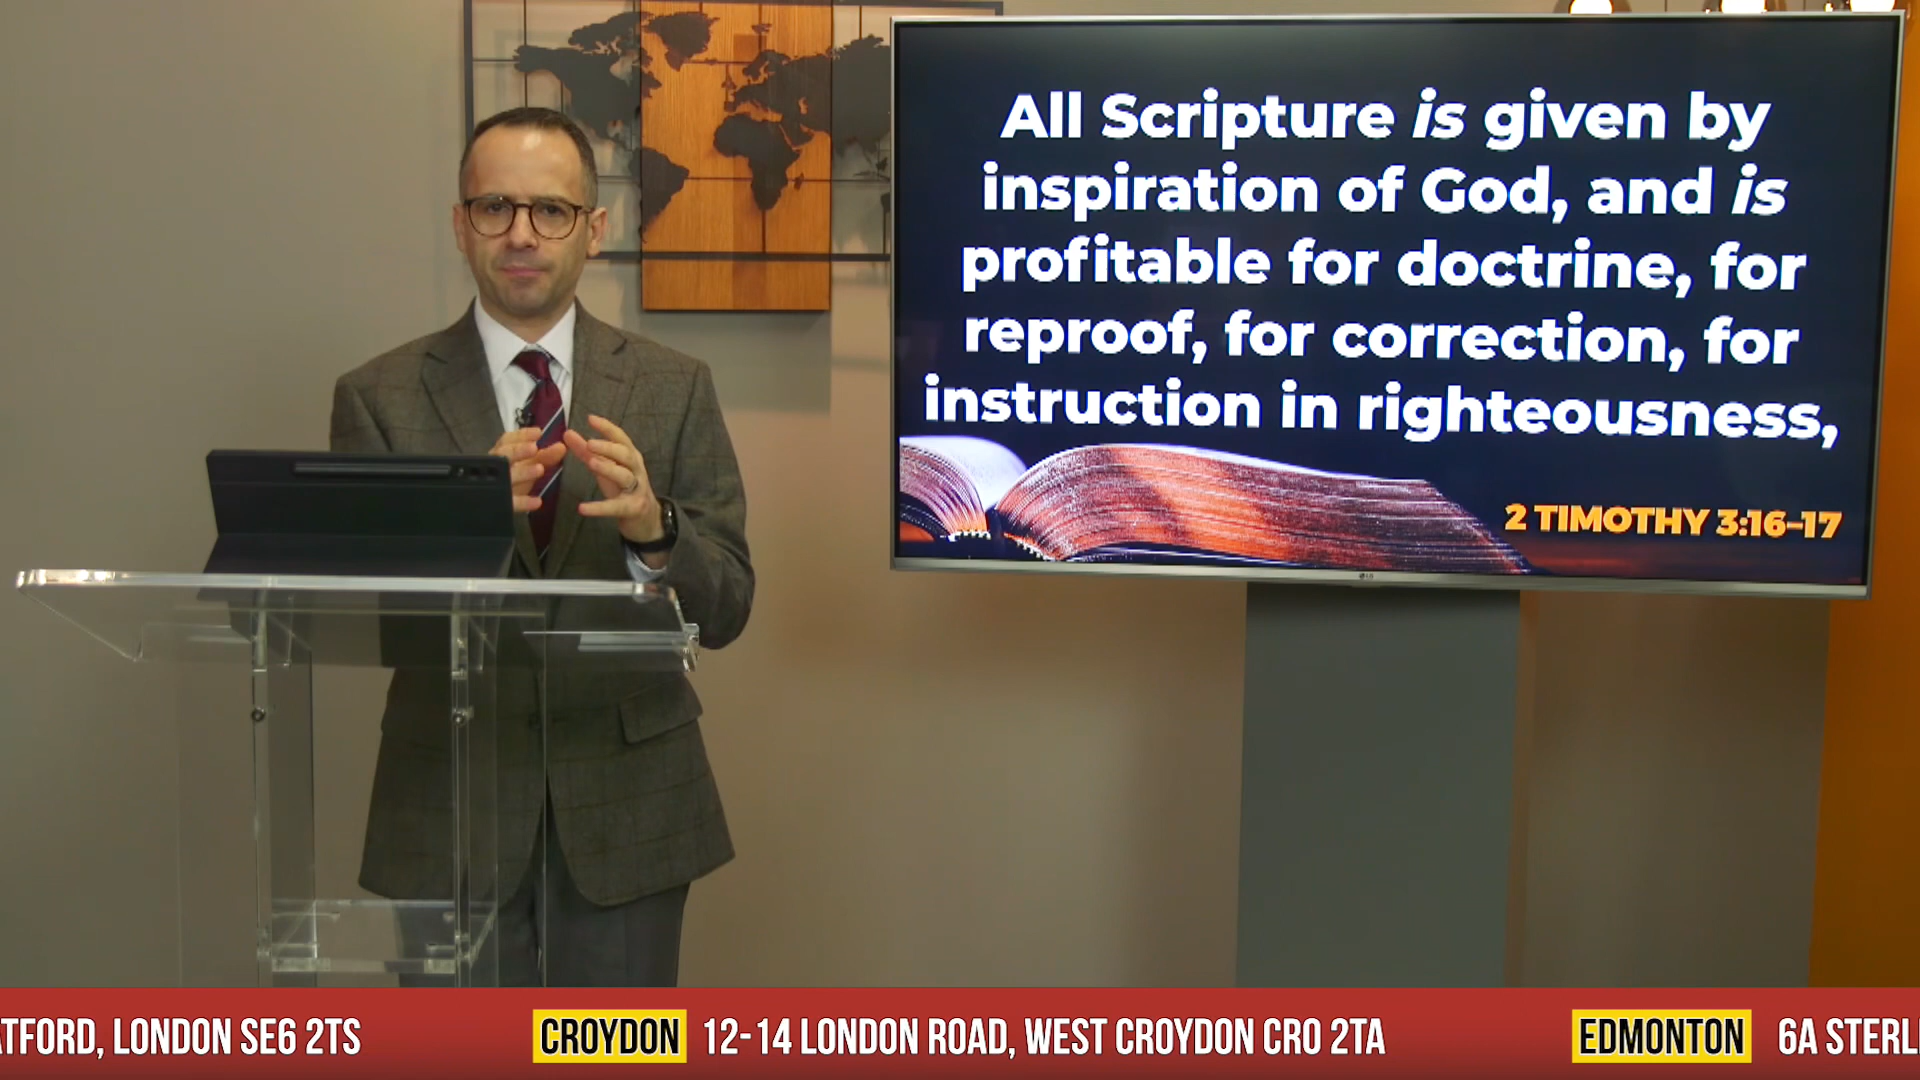 All Scripture is given by
inspiration of God, and is
profitable for doctrine, for
reproof, for correction, for
instruction in righteousness,
2 TIMOTHY 3:16-17
LG
TFORD, LONDON SE6 2TS CROYDON 12-14 LONDON ROAD, WEST CROYDON CR0 2TA EDMONTON 6A STERL